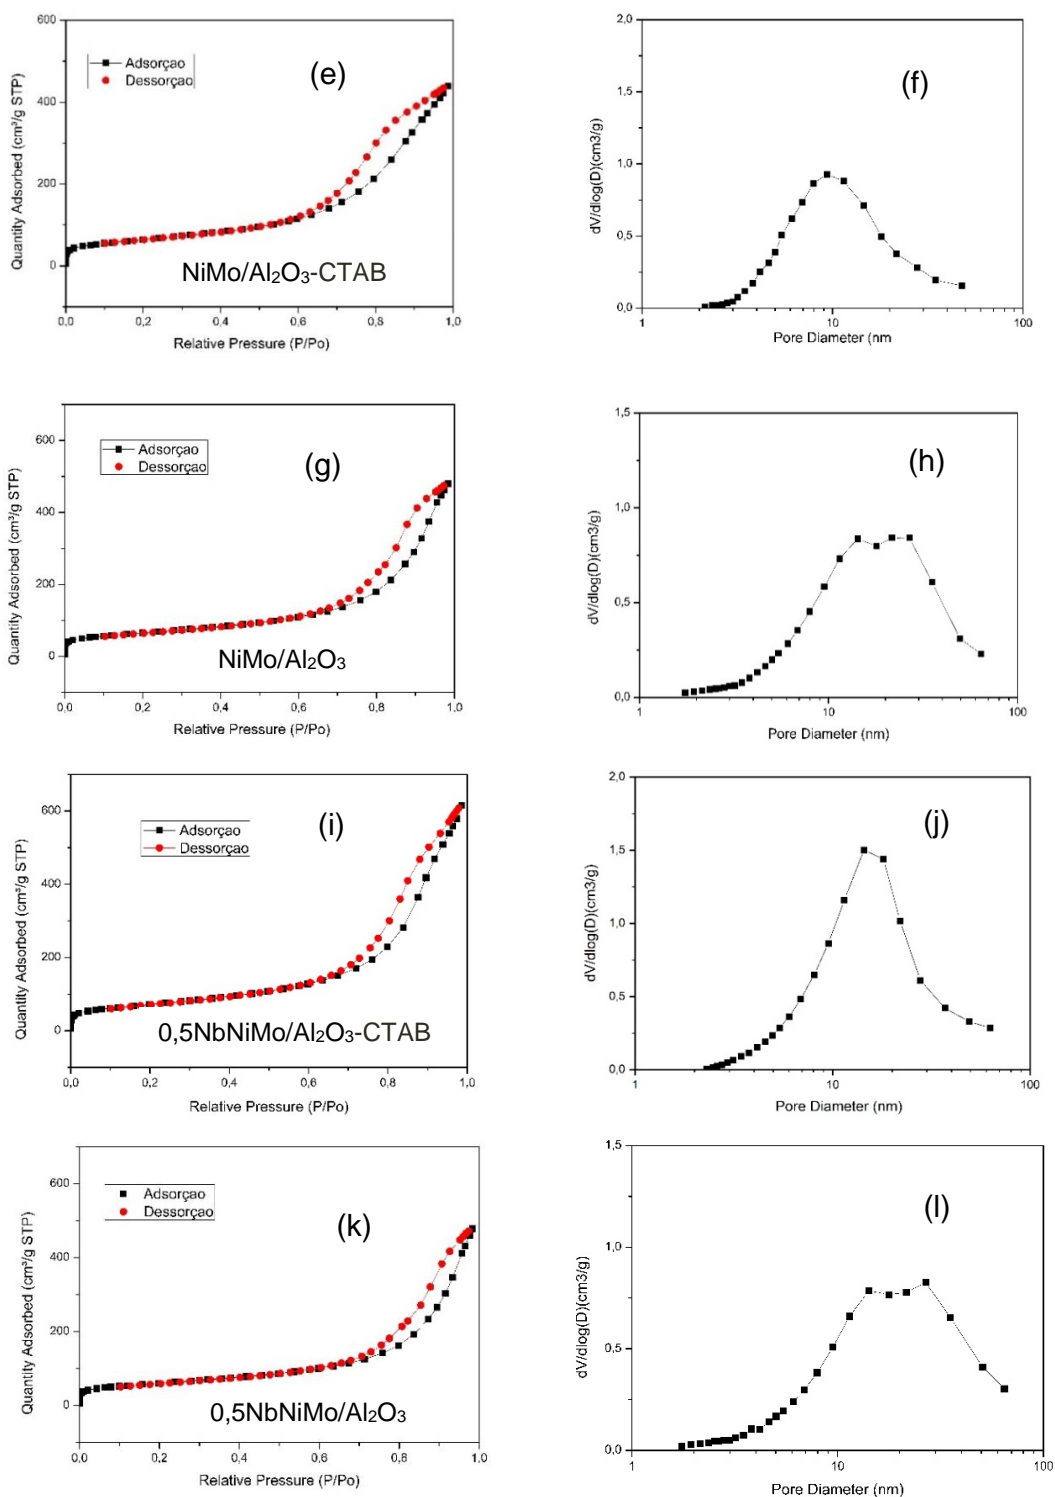 600
400
200
0
Quantity Adsorbed (cm³/g STP)
Adsorçao
Dessorçao
(e)
NiMo/Al₂O₃-CTAB
0,0 0,2 0,4 0,6 0,8 1,0
Relative Pressure (P/Po)
2,0
1,5
1,0
0,5
0,0
dV/dlog(D)(cm3/g)
(f)
1 10 100
Pore Diameter (nm
600
400
200
0
Quantity Adsorbed (cm³/g STP)
Adsorçao
Dessorçao
(g)
NiMo/Al₂O₃
0,0 0,2 0,4 0,6 0,8 1,0
Relative Pressure (P/Po)
1,5
1,0
0,5
0,0
dV/dlog(D)(cm3/g)
(h)
1 10 100
Pore Diameter (nm)
600
400
200
0
Quantity Adsorbed (cm³/g STP)
Adsorçao
Dessorçao
(i)
0,5NbNiMo/Al₂O₃-CTAB
0,0 0,2 0,4 0,6 0,8 1,0
Relative Pressure (P/Po)
2,0
1,5
1,0
0,5
0,0
dV/dlog(D)(cm3/g)
(j)
1 10 100
Pore Diameter (nm)
600
400
200
0
Quantity Adsorbed (cm³/g STP)
Adsorçao
Dessorçao
(k)
0,5NbNiMo/Al₂O₃
0,0 0,2 0,4 0,6 0,8 1,0
Relative Pressure (P/Po)
1,5
1,0
0,5
0,0
dV/dlog(D)(cm3/g)
(l)
1 10 100
Pore Diameter (nm)